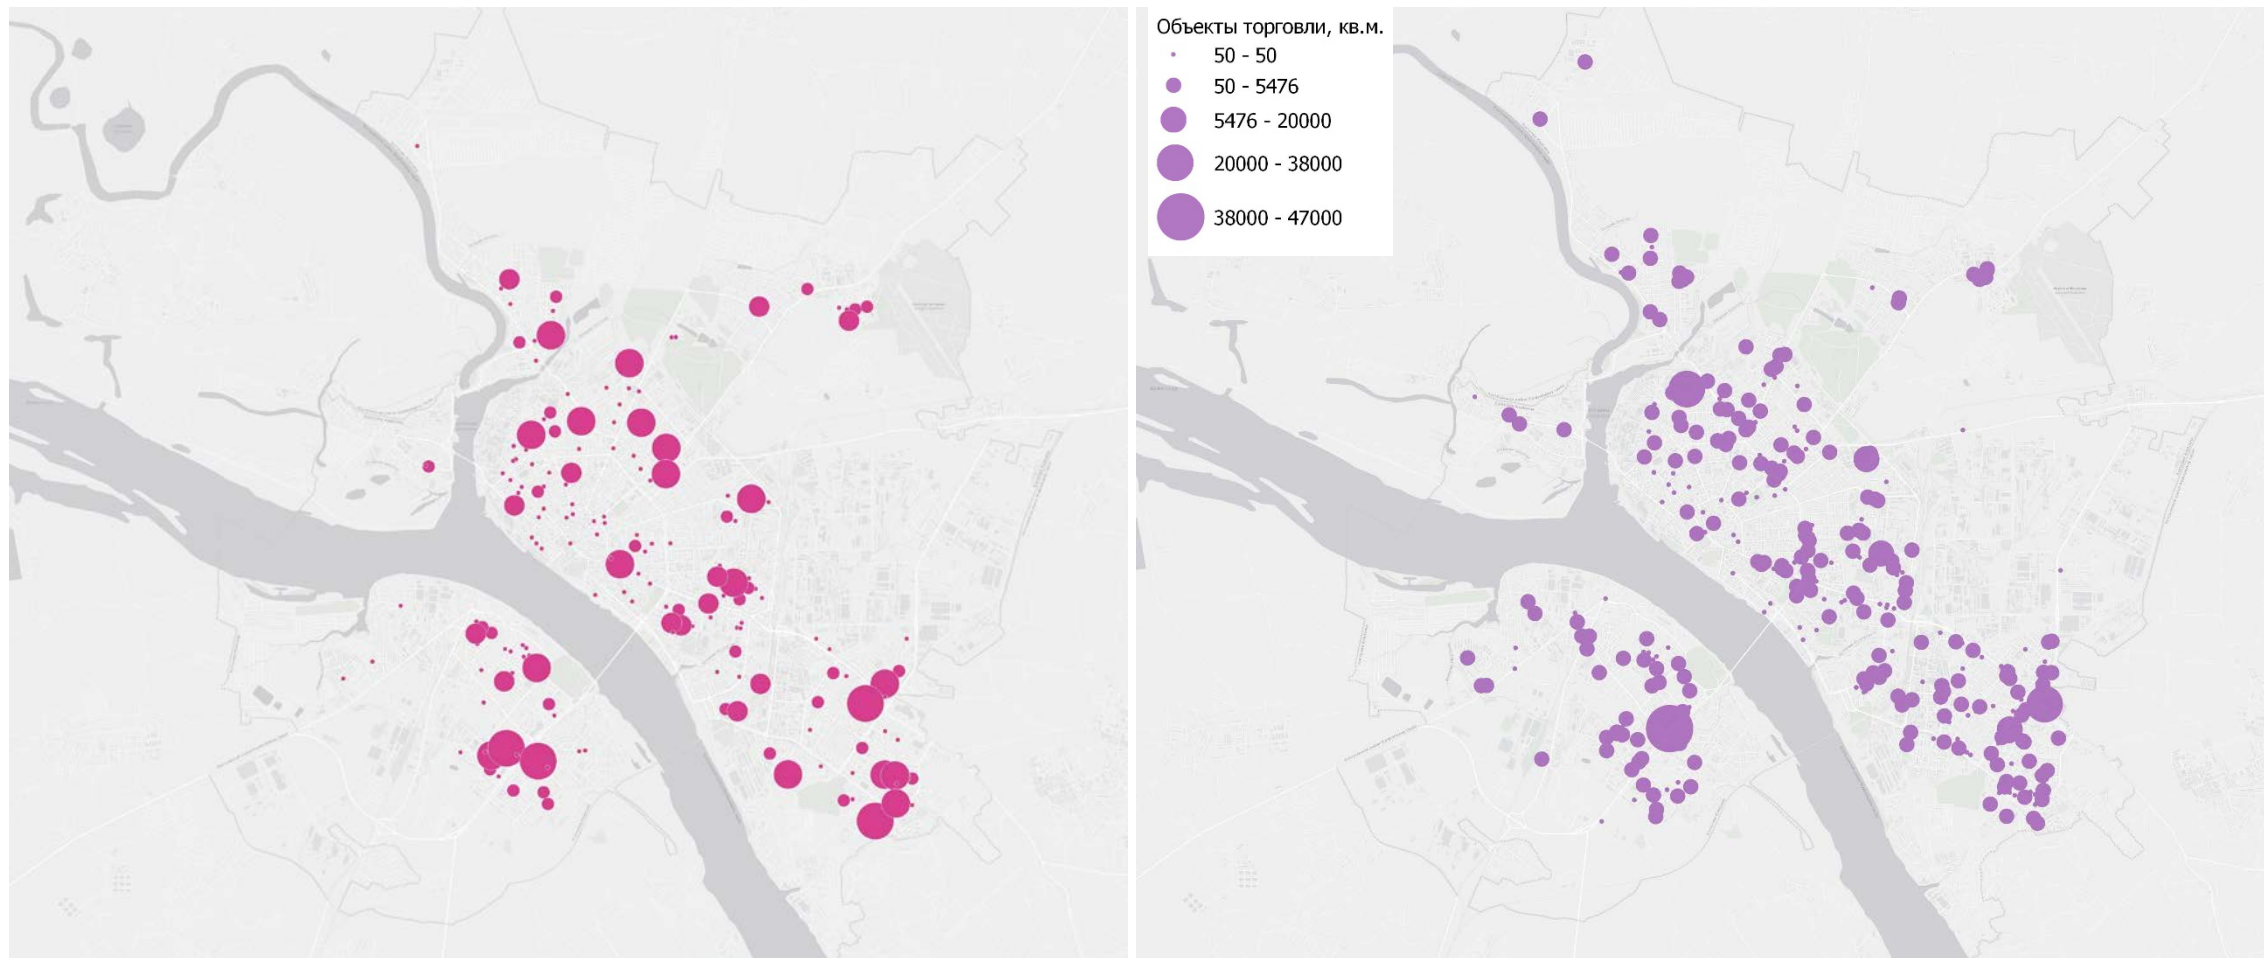 Объекты торговли, кв.м.
50 - 50
50 - 5476
5476 - 20000
20000 - 38000
38000 - 47000